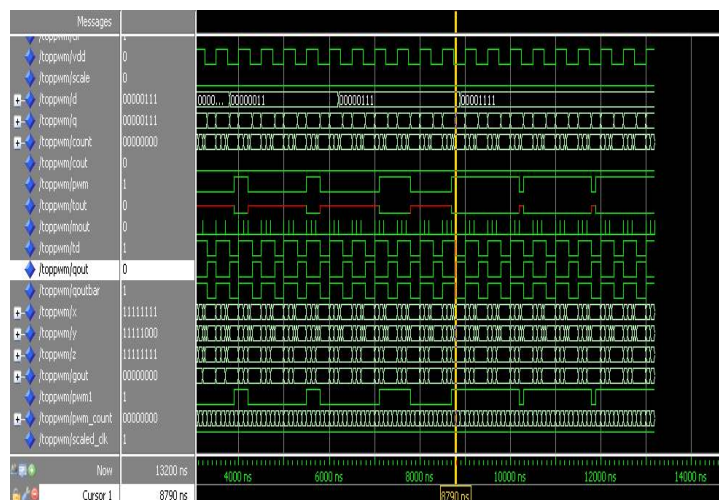 Messages
/toppwm/clr 1
/toppwm/vdd 0
/toppwm/scale 0
/toppwm/d 00000111 0000... 00000011 00000111 00001111
/toppwm/q 00000111
/toppwm/count 00000000
/toppwm/cout 0
/toppwm/pwm 1
/toppwm/tout 0
/toppwm/mout 0
/toppwm/td 1
/toppwm/qout 0
/toppwm/qoutbar 1
/toppwm/x 11111111
/toppwm/y 11111000
/toppwm/z 11111111
/toppwm/gout 00000000
/toppwm/pwm1 1
/toppwm/pwm_count 00000000
/toppwm/scaled_clk 1
Now 13200 ns 4000 ns 6000 ns 8000 ns 10000 ns 12000 ns 14000 ns
Cursor 1 8790 ns 8790 ns